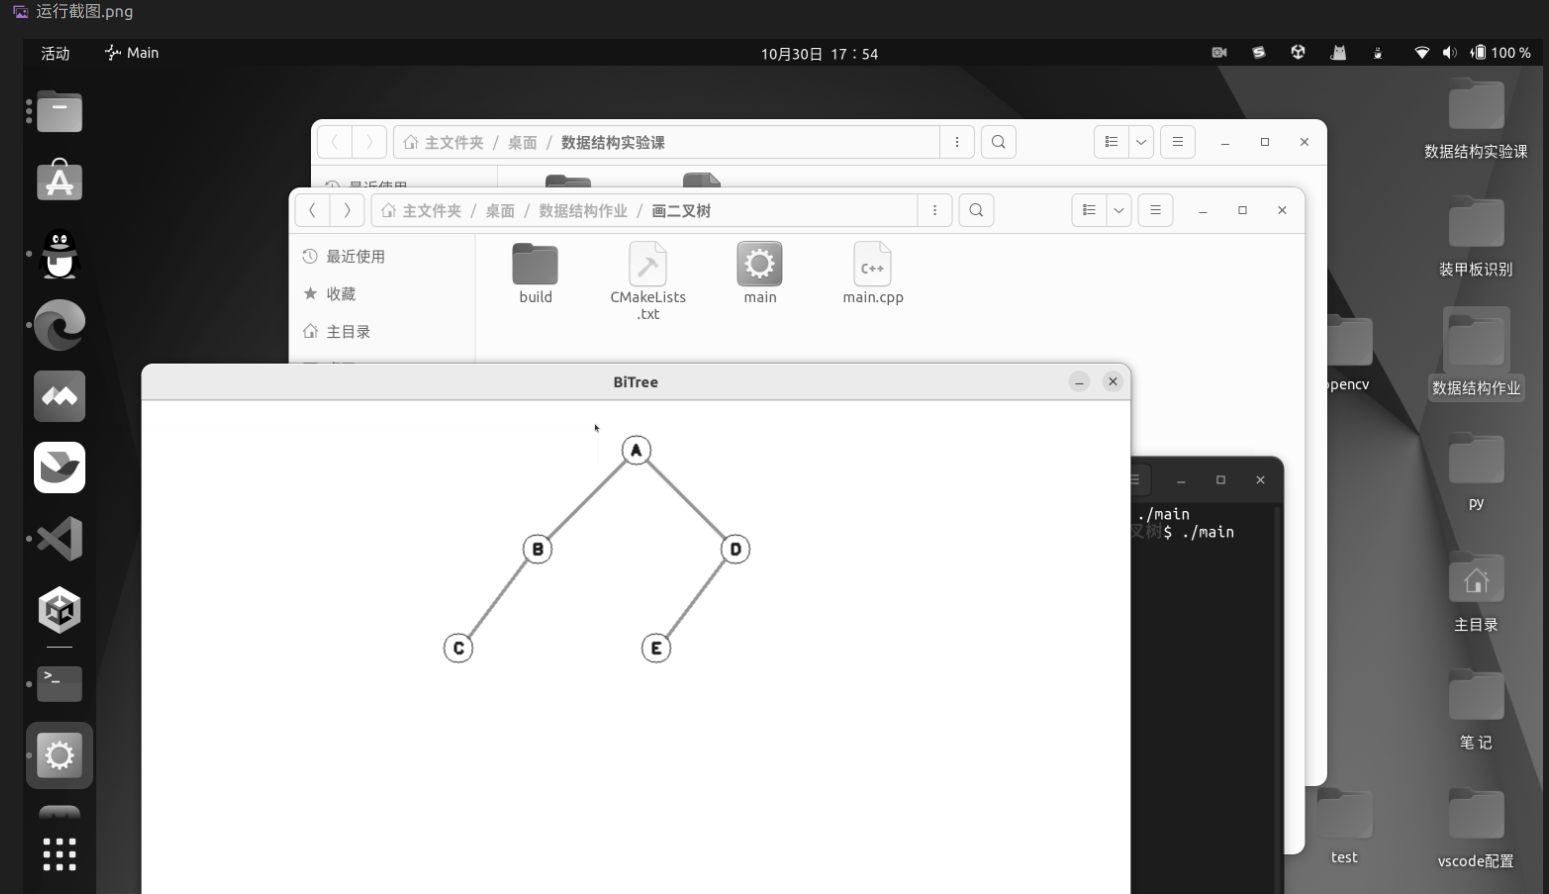 运行截图.png
活动
Main
10月30日 17：54
100 %
主文件夹 / 桌面 / 数据结构实验课
最近使用
主文件夹 / 桌面 / 数据结构作业 / 画二叉树
最近使用
收藏
主目录
build
CMakeLists
.txt
main
main.cpp
C++
BiTree
A
B
D
C
E
./main
叉树$ ./main
数据结构实验课
装甲板识别
数据结构作业
py
主目录
笔 记
test
vscode配置